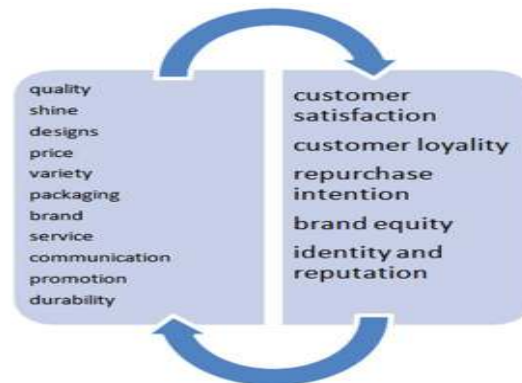 quality
shine
designs
price
variety
packaging
brand
service
communication
promotion
durability
customer
satisfaction
customer loyality
repurchase
intention
brand equity
identity and
reputation